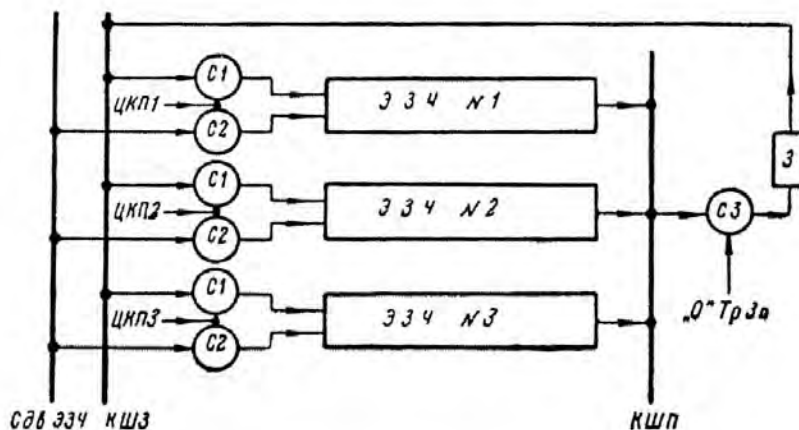 С1
ЦКП1
С2
ЭЗЧ №1
С1
ЦКП2
С2
ЭЗЧ №2
З
С3
С1
ЦКП3
С2
ЭЗЧ №3
„0" ТрЗп
Сдв ЭЗЧ КШЗ
КШП